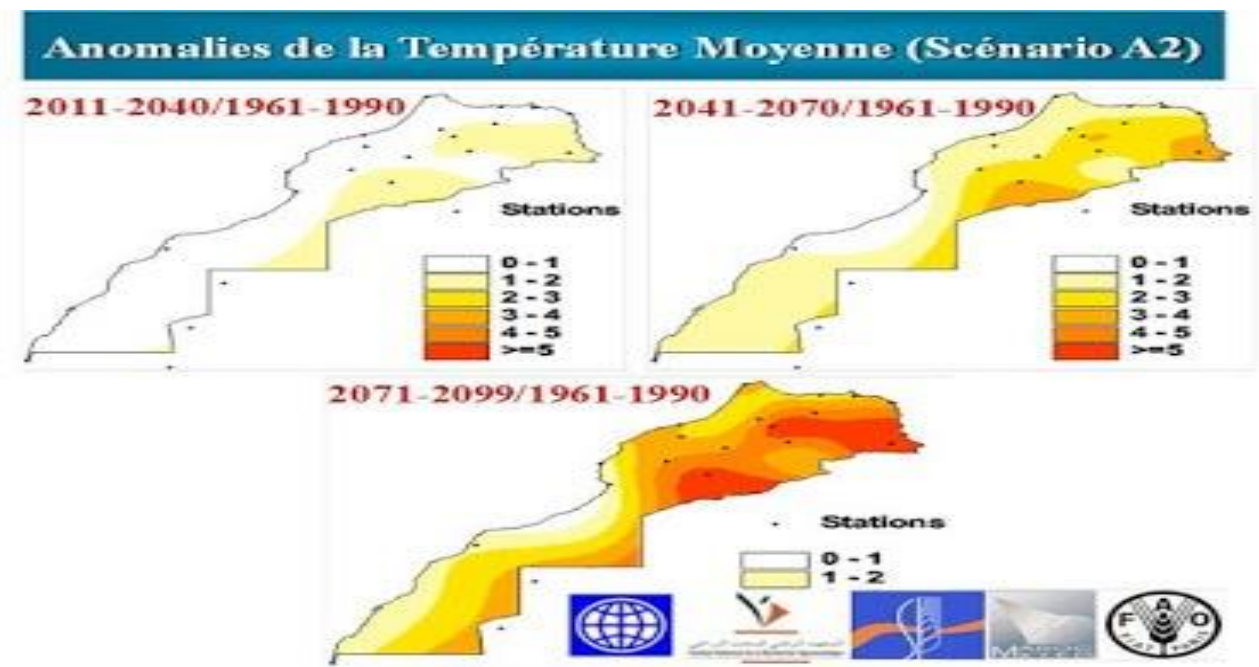 Anomalies de la Température Moyenne (Scénario A2)
2011-2040/1961-1990
Stations
0 - 1
1 - 2
2 - 3
3 - 4
4 - 5
>=5
2041-2070/1961-1990
Stations
0 - 1
1 - 2
2 - 3
3 - 4
4 - 5
>=5
2071-2099/1961-1990
Stations
0 - 1
1 - 2
F A O
FIAT PANIS